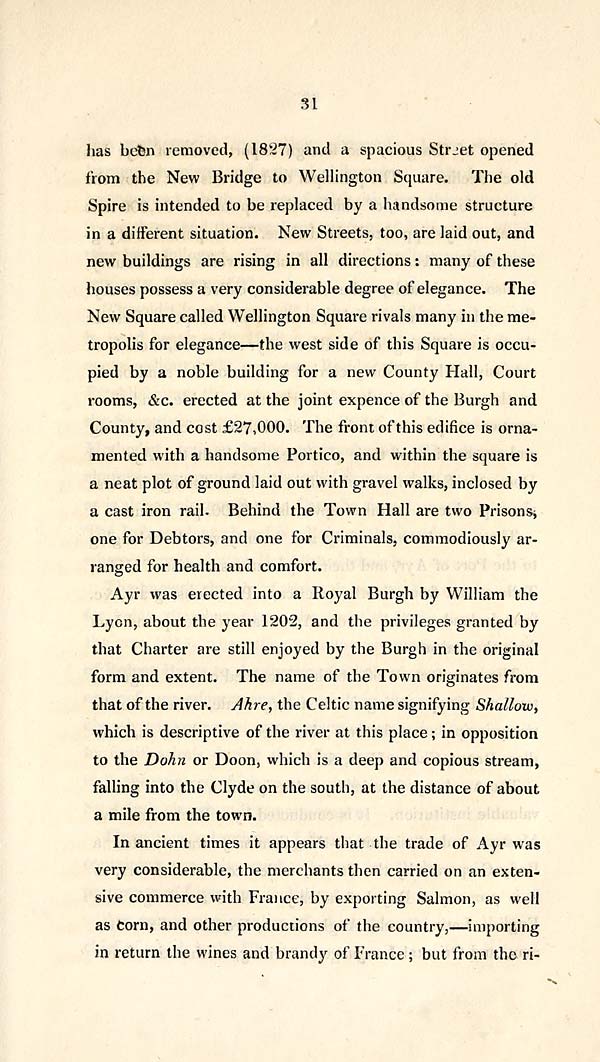 31
has been removed, (1827) and a spacious Street opened
from the New Bridge to Wellington Square. The old
Spire is intended to be replaced by a handsome structure
in a different situation. New Streets, too, are laid out, and
new buildings are rising in all directions: many of these
houses possess a very considerable degree of elegance. The
New Square called Wellington Square rivals many in the me-
tropolis for elegance—the west side of this Square is occu-
pied by a noble building for a new County Hall, Court
rooms, &c. erected at the joint expence of the Burgh and
County, and cost £27,000. The front of this edifice is orna-
mented with a handsome Portico, and within the square is
a neat plot of ground laid out with gravel walks, inclosed by
a cast iron rail. Behind the Town Hall are two Prisons,
one for Debtors, and one for Criminals, commodiously ar-
ranged for health and comfort.
Ayr was erected into a Royal Burgh by William the
Lyon, about the year 1202, and the privileges granted by
that Charter are still enjoyed by the Burgh in the original
form and extent. The name of the Town originates from
that of the river. Ahre, the Celtic name signifying Shallow,
which is descriptive of the river at this place; in opposition
to the Dohn or Doon, which is a deep and copious stream,
falling into the Clyde on the south, at the distance of about
a mile from the town.
In ancient times it appears that the trade of Ayr was
very considerable, the merchants then carried on an exten-
sive commerce with France, by exporting Salmon, as well
as corn, and other productions of the country,—importing
in return the wines and brandy of France; but from the ri-